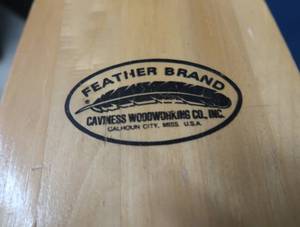 FEATHER BRAND
®
CAVINESS WOODWORKING CO., INC.
CALHOUN CITY, MISS. U.S.A.